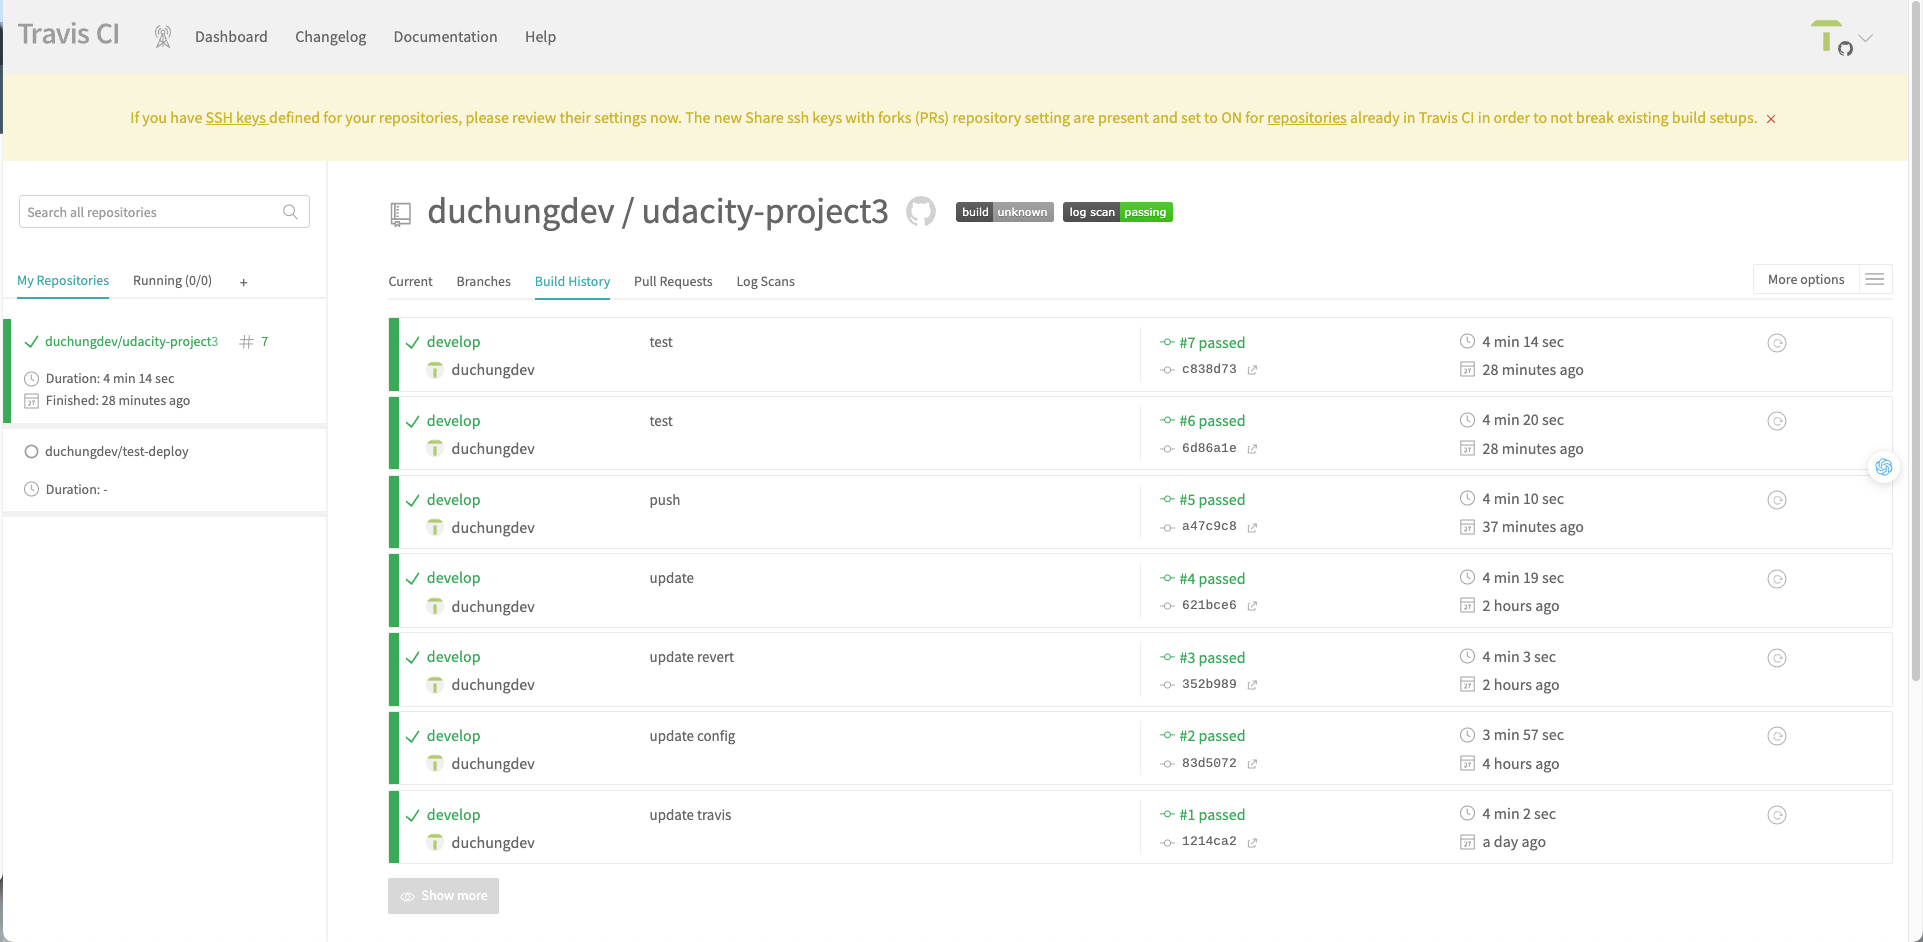 Travis CI
Dashboard
Changelog
Documentation
Help
If you have SSH keys defined for your repositories, please review their settings now. The new Share ssh keys with forks (PRs) repository setting are present and set to ON for repositories already in Travis CI in order to not break existing build setups.
Search all repositories
My Repositories
Running (0/0)
+
duchungdev/udacity-project3
# 7
Duration: 4 min 14 sec
Finished: 28 minutes ago
duchungdev/test-deploy
Duration: -
duchungdev / udacity-project3
build unknown
log scan passing
Current
Branches
Build History
Pull Requests
Log Scans
More options
develop
test
#7 passed
4 min 14 sec
duchungdev
c838d73
28 minutes ago
develop
test
#6 passed
4 min 20 sec
duchungdev
6d86a1e
28 minutes ago
develop
push
#5 passed
4 min 10 sec
duchungdev
a47c9c8
37 minutes ago
develop
update
#4 passed
4 min 19 sec
duchungdev
621bce6
2 hours ago
develop
update revert
#3 passed
4 min 3 sec
duchungdev
352b989
2 hours ago
develop
update config
#2 passed
3 min 57 sec
duchungdev
83d5072
4 hours ago
develop
update travis
#1 passed
4 min 2 sec
duchungdev
1214ca2
a day ago
Show more